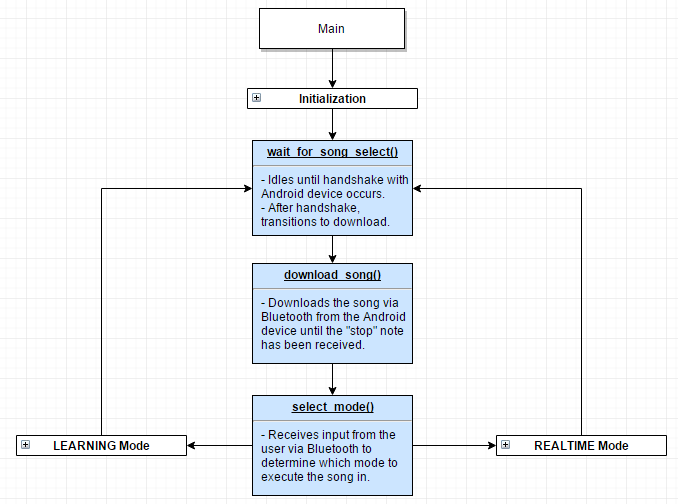 Main
Initialization
wait_for_song_select()
- Idles until handshake with
Android device occurs.
- After handshake,
transitions to download.
download_song()
- Downloads the song via
Bluetooth from the Android
device until the "stop" note
has been received.
select_mode()
- Receives input from the
user via Bluetooth to
determine which mode to
execute the song in.
LEARNING Mode
REALTIME Mode